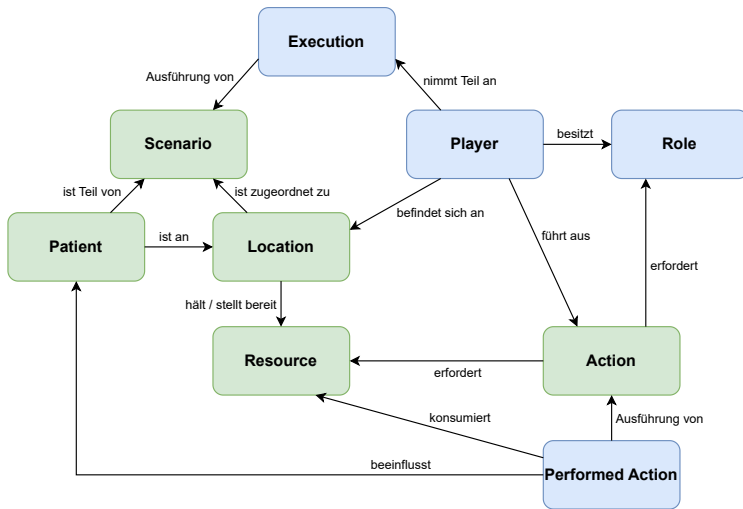 Execution
Ausführung von
nimmt Teil an
Scenario
Player
besitzt
Role
ist Teil von
ist zugeordnet zu
befindet sich an
Patient
ist an
Location
führt aus
erfordert
hält / stellt bereit
Resource
erfordert
Action
konsumiert
Ausführung von
beeinflusst
Performed Action